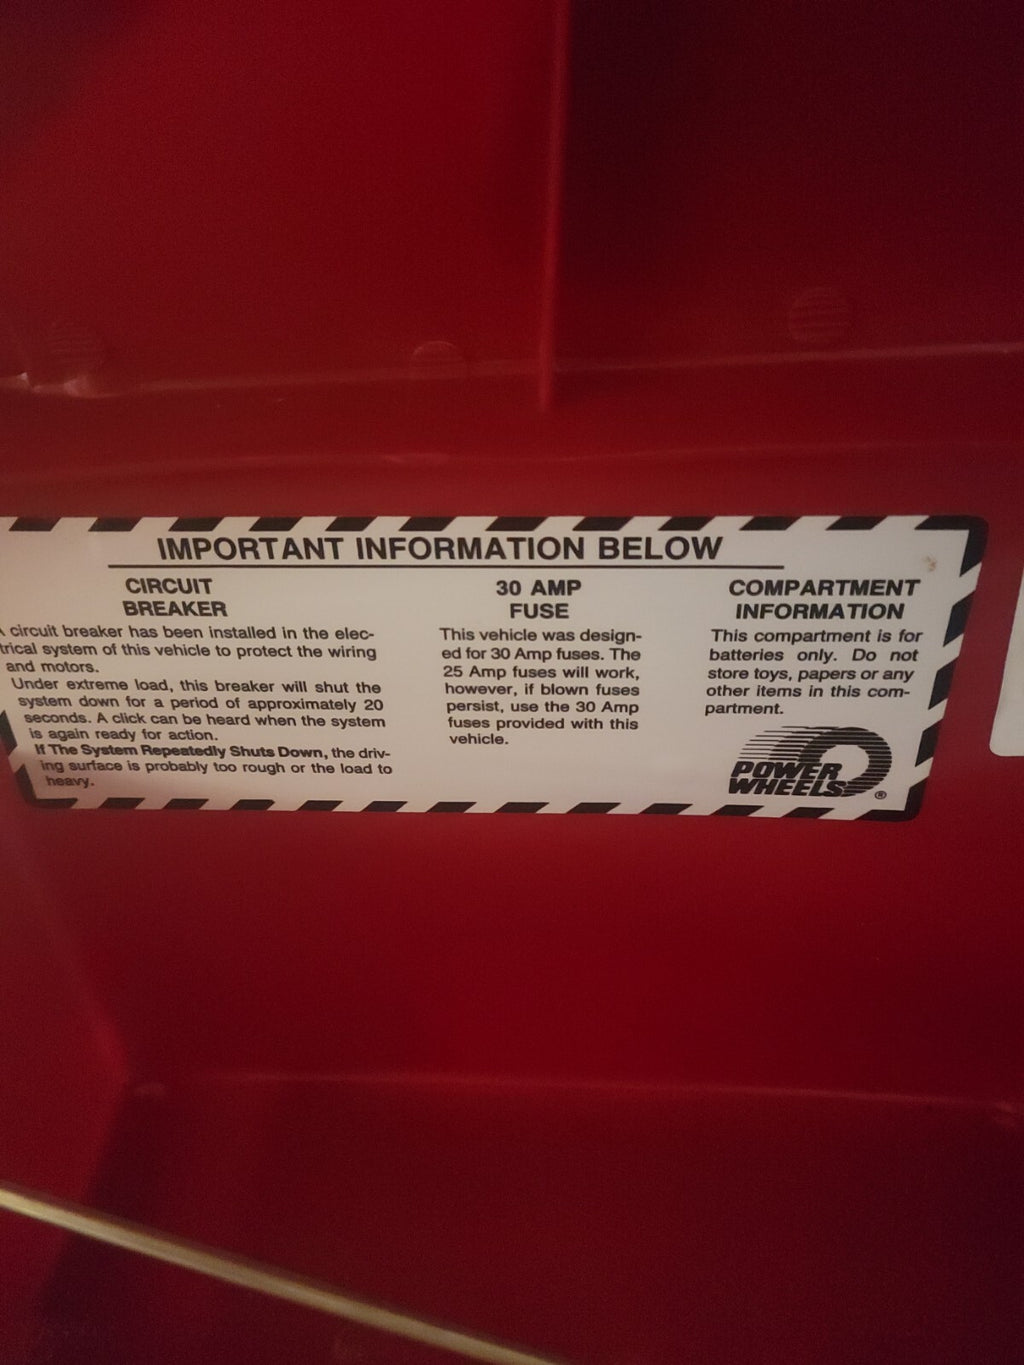 IMPORTANT INFORMATION BELOW
CIRCUIT
BREAKER
circuit breaker has been installed in the elec-
trical system of this vehicle to protect the wiring
and motors.
Under extreme load, this breaker will shut the
system down for a period of approximately 20
seconds. A click can be heard when the system
is again ready for action.
If The System Repeatedly Shuts Down, the driv-
ing surface is probably too rough or the load to
heavy.
30 AMP
FUSE
This vehicle was design-
ed for 30 Amp fuses. The
25 Amp fuses will work,
however, if blown fuses
persist, use the 30 Amp
fuses provided with this
vehicle.
COMPARTMENT
INFORMATION
This compartment is for
batteries only. Do not
store toys, papers or any
other items in this com-
partment.
POWER
WHEELS®